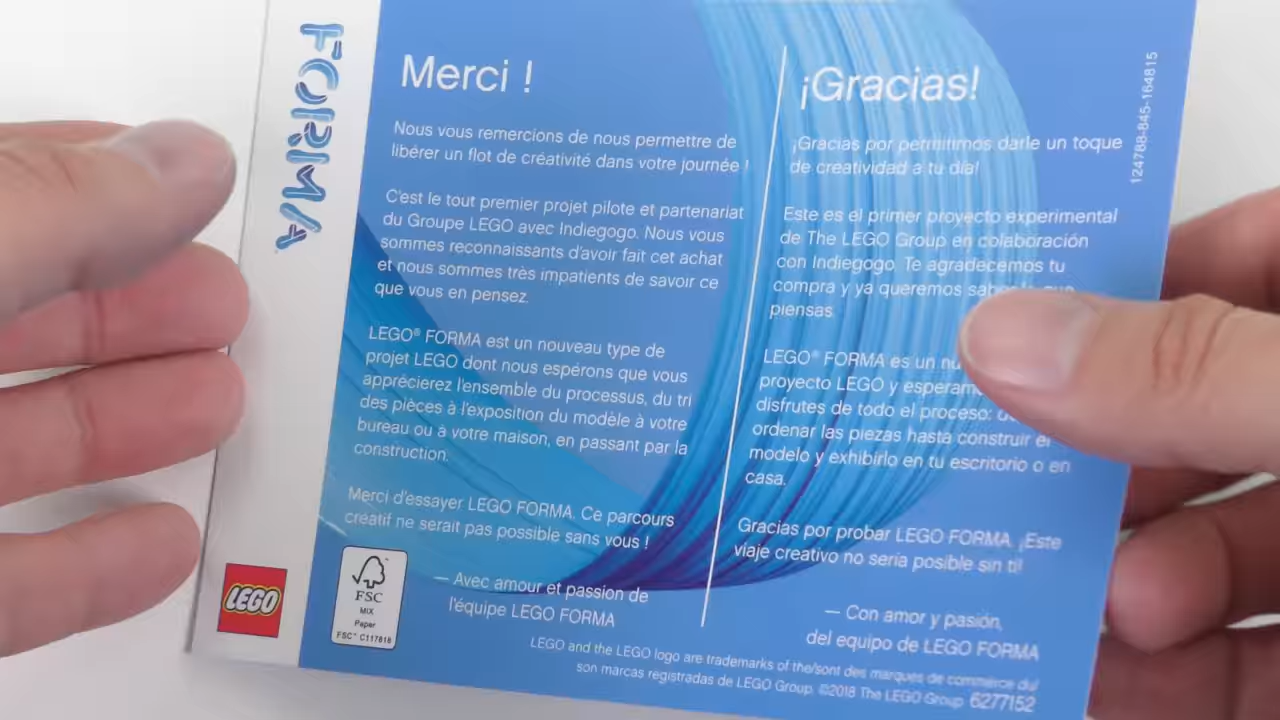 FORMA
Merci !
Nous vous remercions de nous permettre de
libérer un flot de créativité dans votre journée !
C'est le tout premier projet pilote et partenariat
du Groupe LEGO avec Indiegogo. Nous vous
sommes reconnaissants d'avoir fait cet achat
et nous sommes très impatients de savoir ce
que vous en pensez.
LEGO® FORMA est un nouveau type de
projet LEGO dont nous espérons que vous
apprécierez l'ensemble du processus, du tri
des pièces à l'exposition du modèle à votre
bureau ou à votre maison, en passant par la
construction.
Merci d'essayer LEGO FORMA. Ce parcours
créatif ne serait pas possible sans vous !
— Avec amour et passion de
l'équipe LEGO FORMA
¡Gracias!
¡Gracias por permitirnos darle un toque
de creatividad a tu día!
Este es el primer proyecto experimental
de The LEGO Group en colaboración
con Indiegogo. Te agradecemos tu
compra y ya queremos
piensas.
LEGO® FORMA es un
proyecto LEGO y
disfrutes de todo el proceso:
ordenar las piezas hasta construir el
modelo y exhibirlo en tu escritorio o en
casa.
Gracias por probar LEGO FORMA. ¡Este
viaje creativo no sería posible sin ti!
— Con amor y pasión,
del equipo de LEGO FORMA
124788-845-164815
LEGO
FSC
MIX
Paper
FSC™ C117818
LEGO and the LEGO logo are trademarks of the/sont des marques de commerce du/
son marcas registradas de LEGO Group. ©2018 The LEGO Group. 6277152